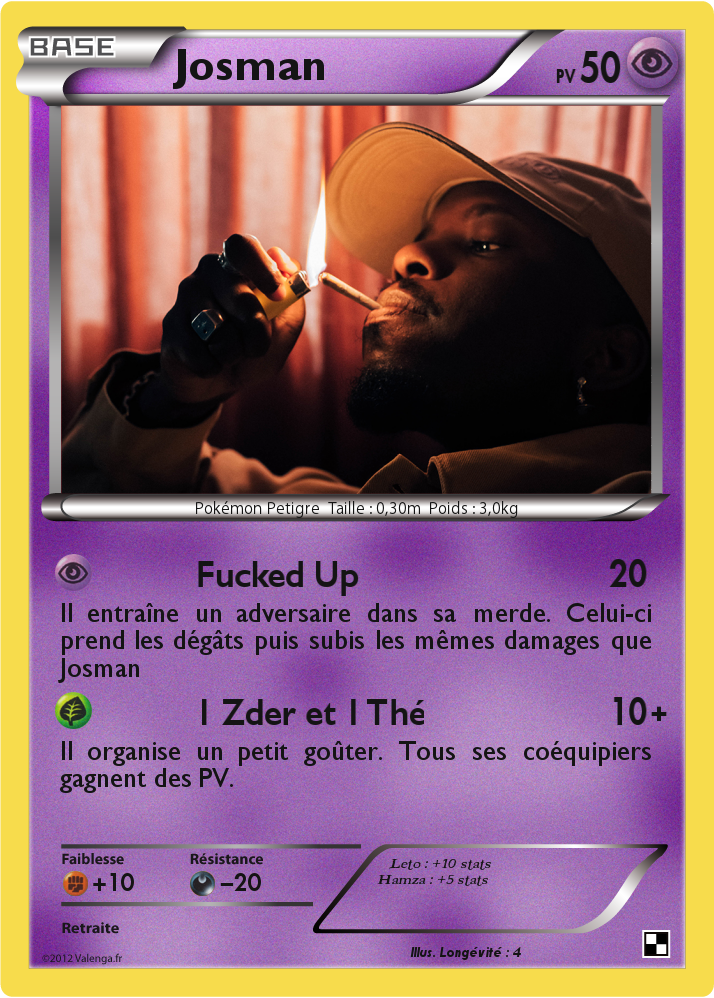 BASE
Josman
PV 50
Pokémon Petigre Taille : 0,30m Poids : 3,0kg
Fucked Up 20
Il entraîne un adversaire dans sa merde. Celui-ci
prend les dégâts puis subis les mêmes damages que
Josman
1 Zder et 1 Thé 10+
Il organise un petit goûter. Tous ses coéquipiers
gagnent des PV.
Faiblesse
+10
Résistance
–20
Leto : +10 stats
Hamza : +5 stats
Retraite
Illus. Longévité : 4
©2012 Valenga.fr